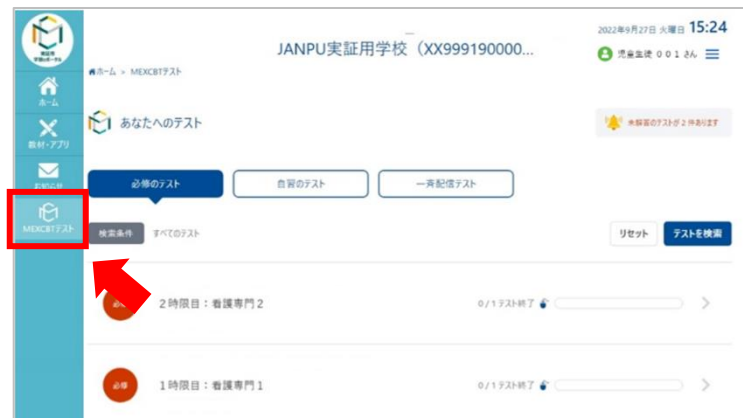 2022年9月27日 火曜日 15:24
JANPU実証用学校（XX999190000...
児童生徒 ００１ さん
ホーム > MEXCBTテスト
ホーム
教材・アプリ
お知らせ
MEXCBTテスト
あなたへのテスト
未解答のテストが 2 件あります
必修のテスト
自習のテスト
一斉配信テスト
検索条件
すべてのテスト
リセット
テストを検索
２時限目：看護専門２
0 / 1 テスト終了
必修
１時限目：看護専門１
0 / 1 テスト終了